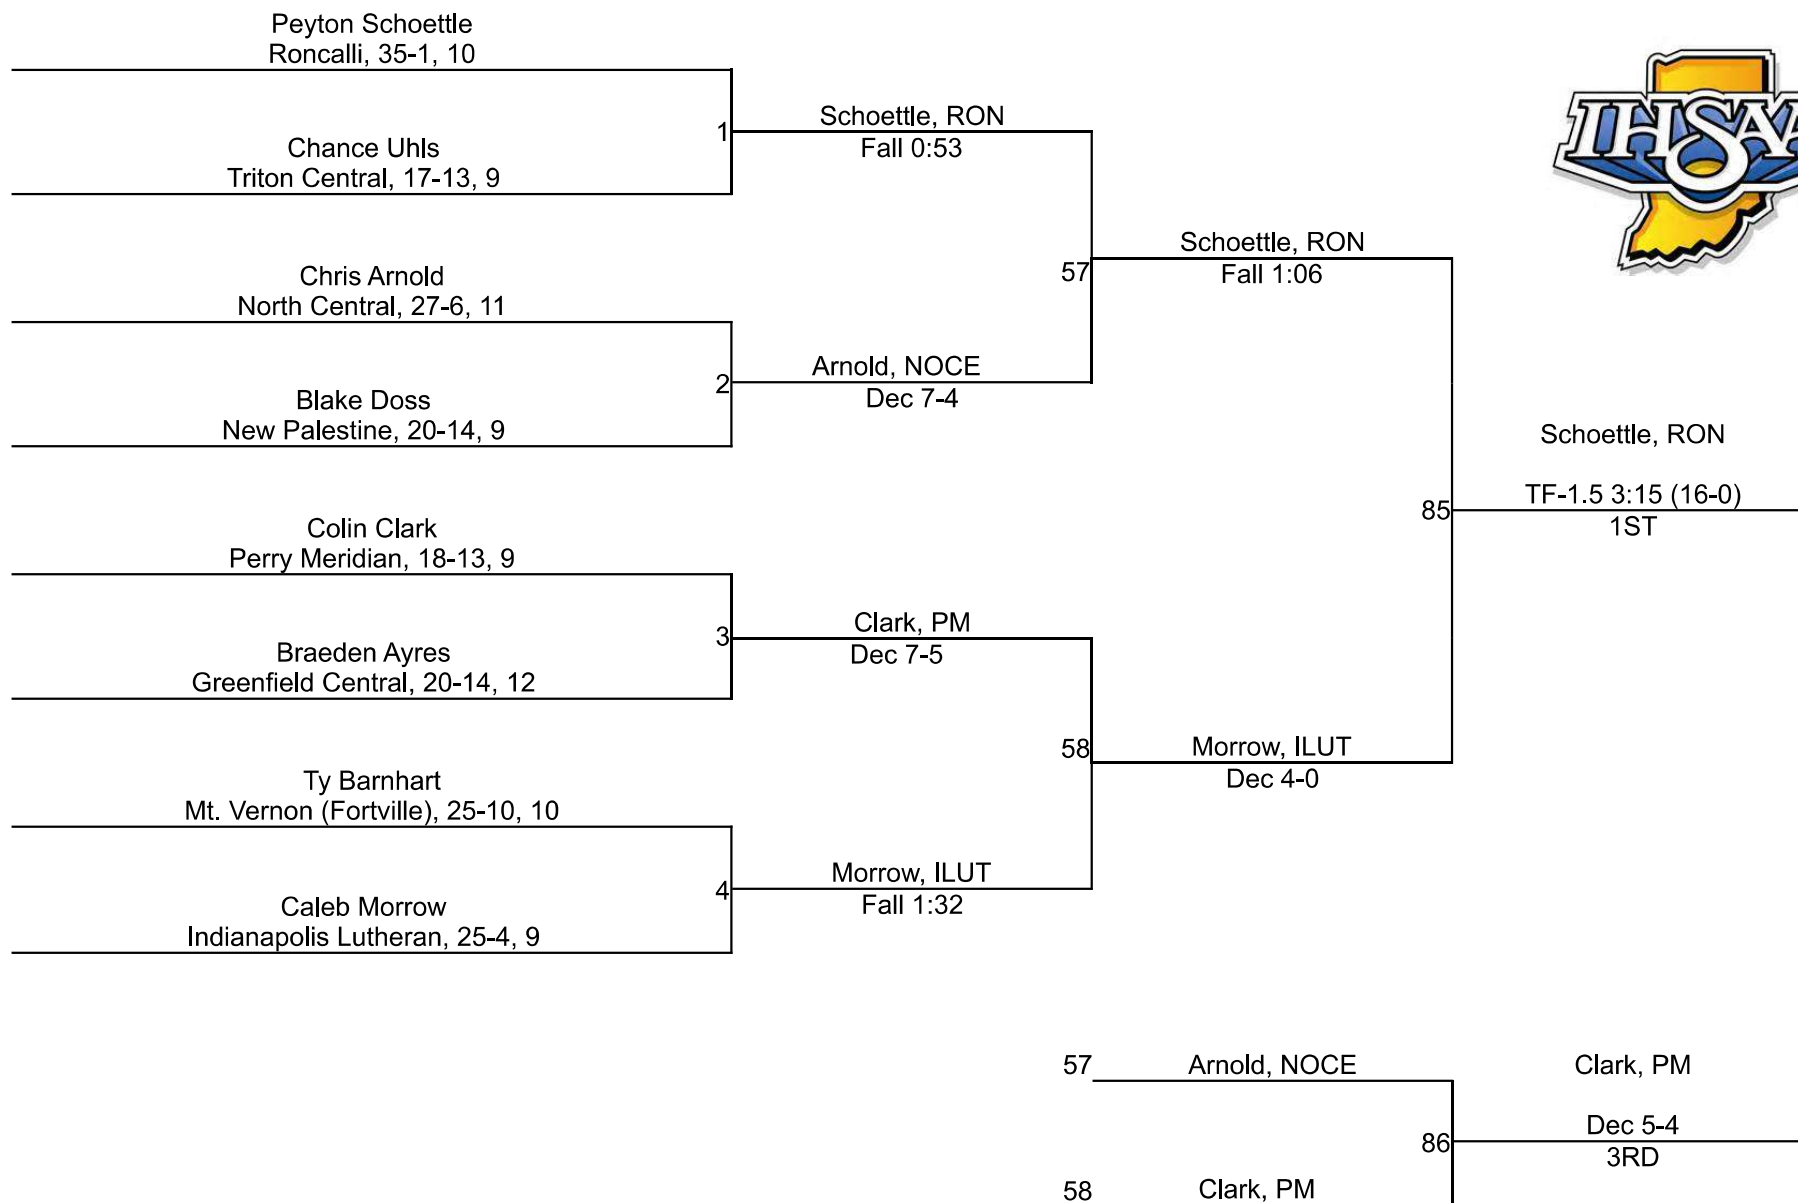 Peyton Schoettle
Roncalli, 35-1, 10
Chance Uhls
Triton Central, 17-13, 9
Chris Arnold
North Central, 27-6, 11
Blake Doss
New Palestine, 20-14, 9
Colin Clark
Perry Meridian, 18-13, 9
Braeden Ayres
Greenfield Central, 20-14, 12
Ty Barnhart
Mt. Vernon (Fortville), 25-10, 10
Caleb Morrow
Indianapolis Lutheran, 25-4, 9
1
Schoettle, RON
Fall 0:53
2
Arnold, NOCE
Dec 7-4
3
Clark, PM
Dec 7-5
4
Morrow, ILUT
Fall 1:32
57
Schoettle, RON
Fall 1:06
58
Morrow, ILUT
Dec 4-0
IHSAA
85
Schoettle, RON
TF-1.5 3:15 (16-0)
1ST
57
Arnold, NOCE
58
Clark, PM
86
Clark, PM
Dec 5-4
3RD